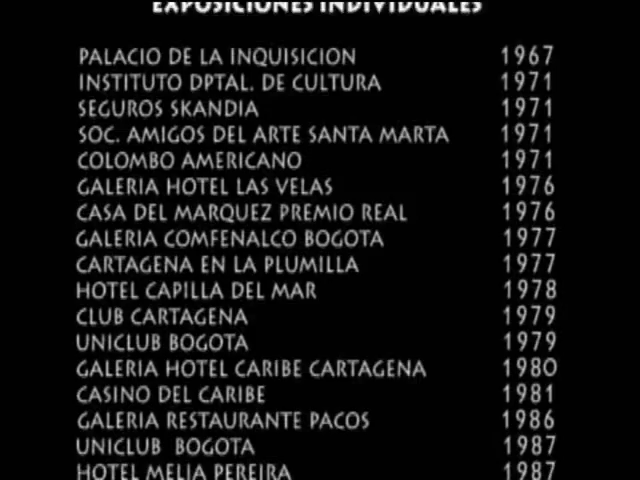 EXPOSICIONES INDIVIDUALES
PALACIO DE LA INQUISICION 1967
INSTITUTO DPTAL. DE CULTURA 1971
SEGUROS SKANDIA 1971
SOC. AMIGOS DEL ARTE SANTA MARTA 1971
COLOMBO AMERICANO 1971
GALERIA HOTEL LAS VELAS 1976
CASA DEL MARQUEZ PREMIO REAL 1976
GALERIA COMFENALCO BOGOTA 1977
CARTAGENA EN LA PLUMILLA 1977
HOTEL CAPILLA DEL MAR 1978
CLUB CARTAGENA 1979
UNICLUB BOGOTA 1979
GALERIA HOTEL CARIBE CARTAGENA 1980
CASINO DEL CARIBE 1981
GALERIA RESTAURANTE PACOS 1986
UNICLUB BOGOTA 1987
HOTEL MELIA PEREIRA 1987